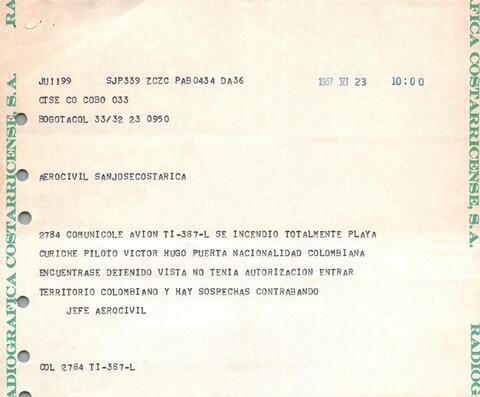 RADIOGRAFICA COSTARRICENSE, S.A.
JU1199 SJP339 ZCZC PAB0434 DA36
1967 VI 23 10:00
CTSE CO COBO 033
BOGOTACOL 33/32 23 0950
AEROCIVIL SANJOSECOSTARICA
2784 COMUNICOLE AVION TI-387-L SE INCENDIO TOTALMENTE PLAYA
CURICHE PILOTO VICTOR HUGO PUERTA NACIONALIDAD COLOMBIANA
ENCUENTRASE DETENIDO VISTA NO TENIA AUTORIZACION ENTRAR
TERRITORIO COLOMBIANO Y HAY SOSPECHAS CONTRABANDO
JEFE AEROCIVIL
COL 2784 TI-387-L
RADIOGRAFICA COSTARRICENSE, S.A.
RADIOG